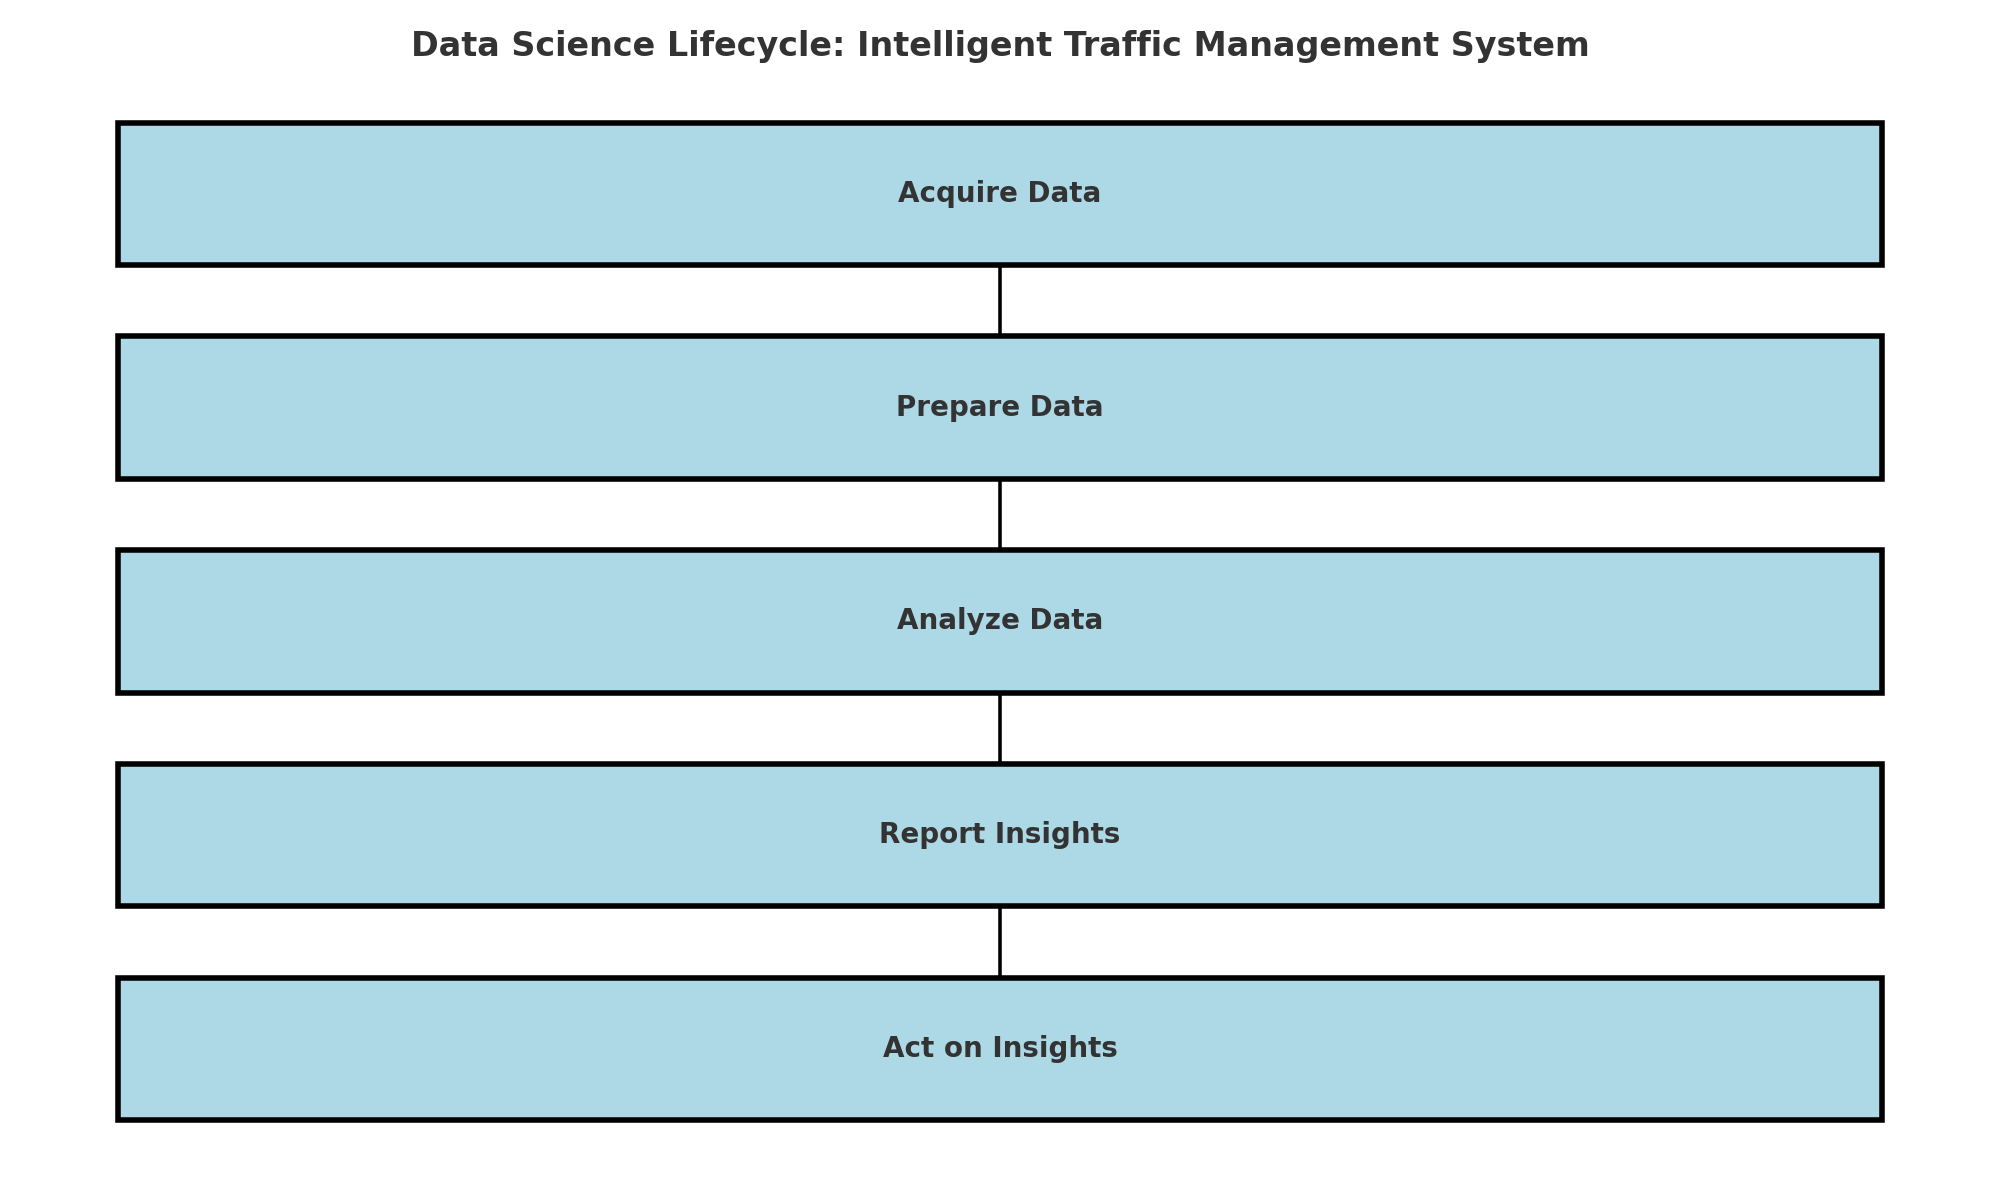 Data Science Lifecycle: Intelligent Traffic Management System
Acquire Data
Prepare Data
Analyze Data
Report Insights
Act on Insights